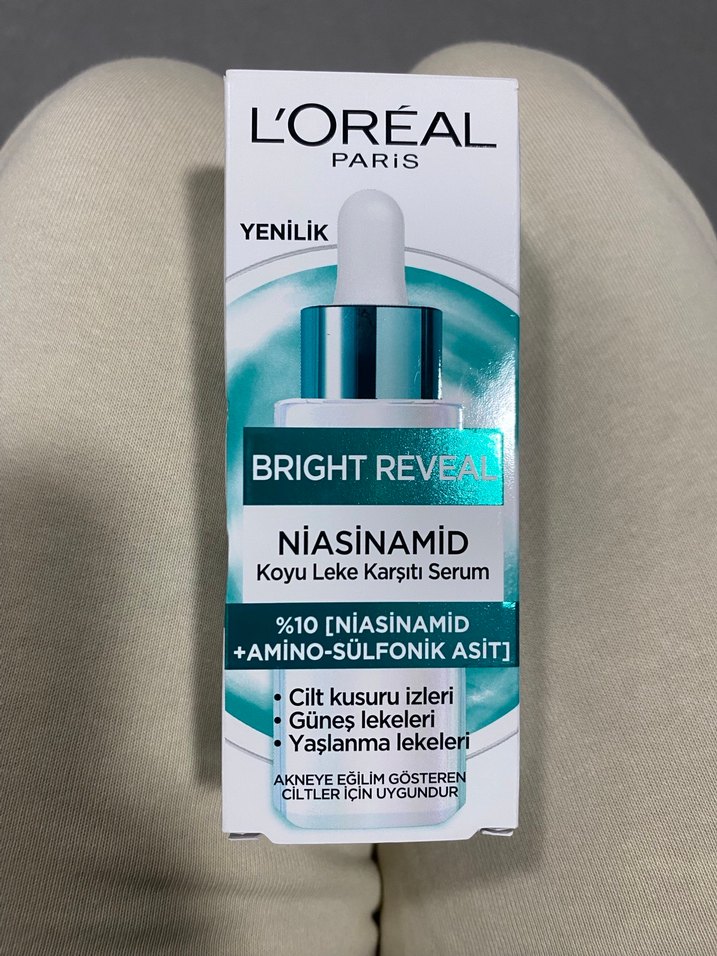 L'ORÉAL
PARiS
YENİLİK
BRIGHT REVEAL
NİASİNAMİD
Koyu Leke Karşıtı Serum
%10 [NİASİNAMİD
+AMİNO-SÜLFONİK ASİT]
• Cilt kusuru izleri
• Güneş lekeleri
• Yaşlanma lekeleri
AKNEYE EĞİLİM GÖSTEREN
CİLTLER İÇİN UYGUNDUR